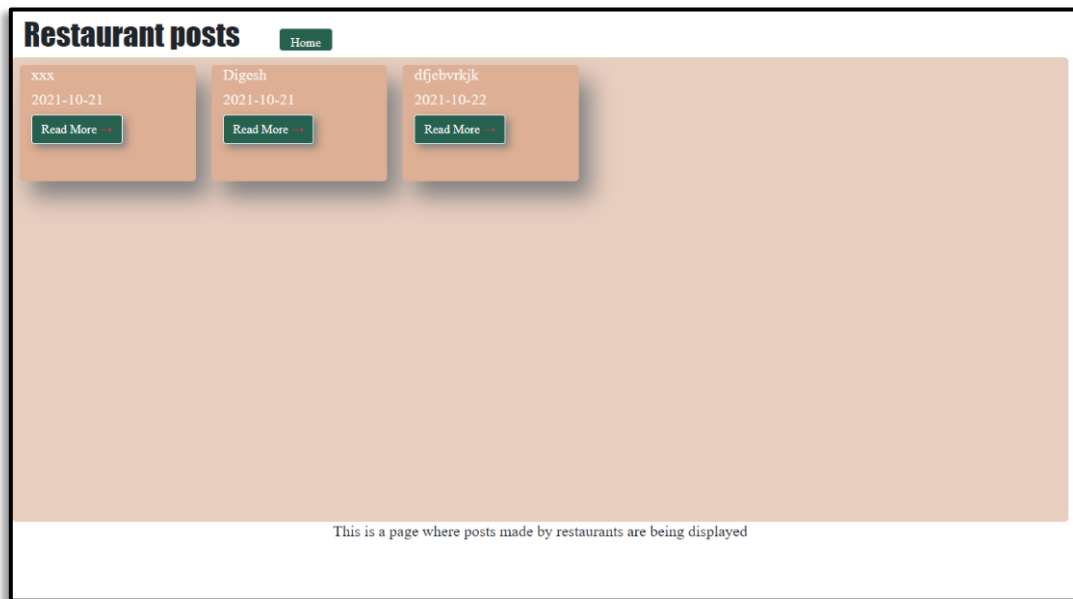 Restaurant posts
Home
xxx
2021-10-21
Read More →
Digesh
2021-10-21
Read More →
dfjebvrkjk
2021-10-22
Read More →
This is a page where posts made by restaurants are being displayed